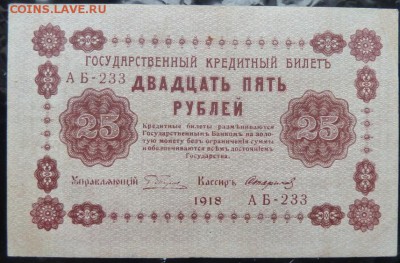 COINS.LAVE.RU
ГОСУДАРСТВЕННЫЙ КРЕДИТНЫЙ БИЛЕТЪ
АБ-233
ДВАДЦАТЬ ПЯТЬ
РУБЛЕЙ
25
25
Кредитные билеты размѣниваются
Государственнымъ Банкомъ на золо-
тую монету безъ ограниченія суммы
и обезпечиваются всѣмъ достояніемъ
Государства.
Управляющій
Кассиръ
1918
АБ-233